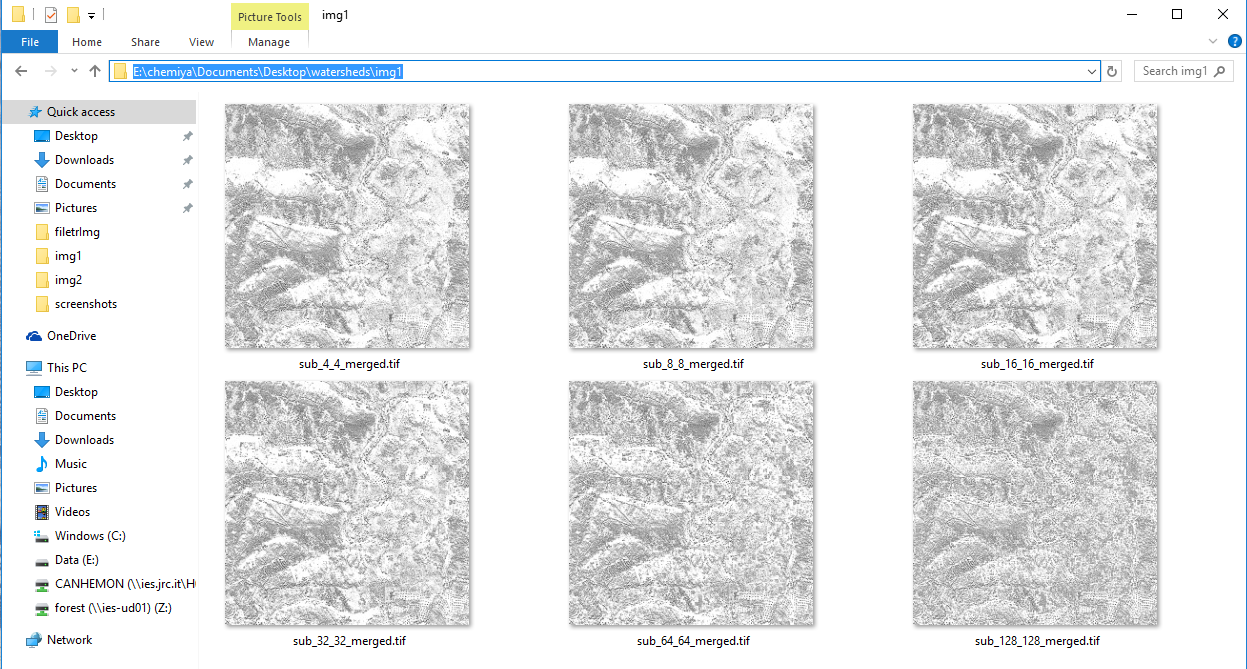 Picture Tools
img1
File
Home
Share
View
Manage
E:\chemiya\Documents\Desktop\watersheds\img1
Search img1
Quick access
Desktop
Downloads
Documents
Pictures
filetrImg
img1
img2
screenshots
OneDrive
This PC
Desktop
Documents
Downloads
Music
Pictures
Videos
Windows (C:)
Data (E:)
CANHEMON (\\ies.jrc.it\H
forest (\\ies-ud01) (Z:)
Network
sub_4_4_merged.tif
sub_8_8_merged.tif
sub_16_16_merged.tif
sub_32_32_merged.tif
sub_64_64_merged.tif
sub_128_128_merged.tif